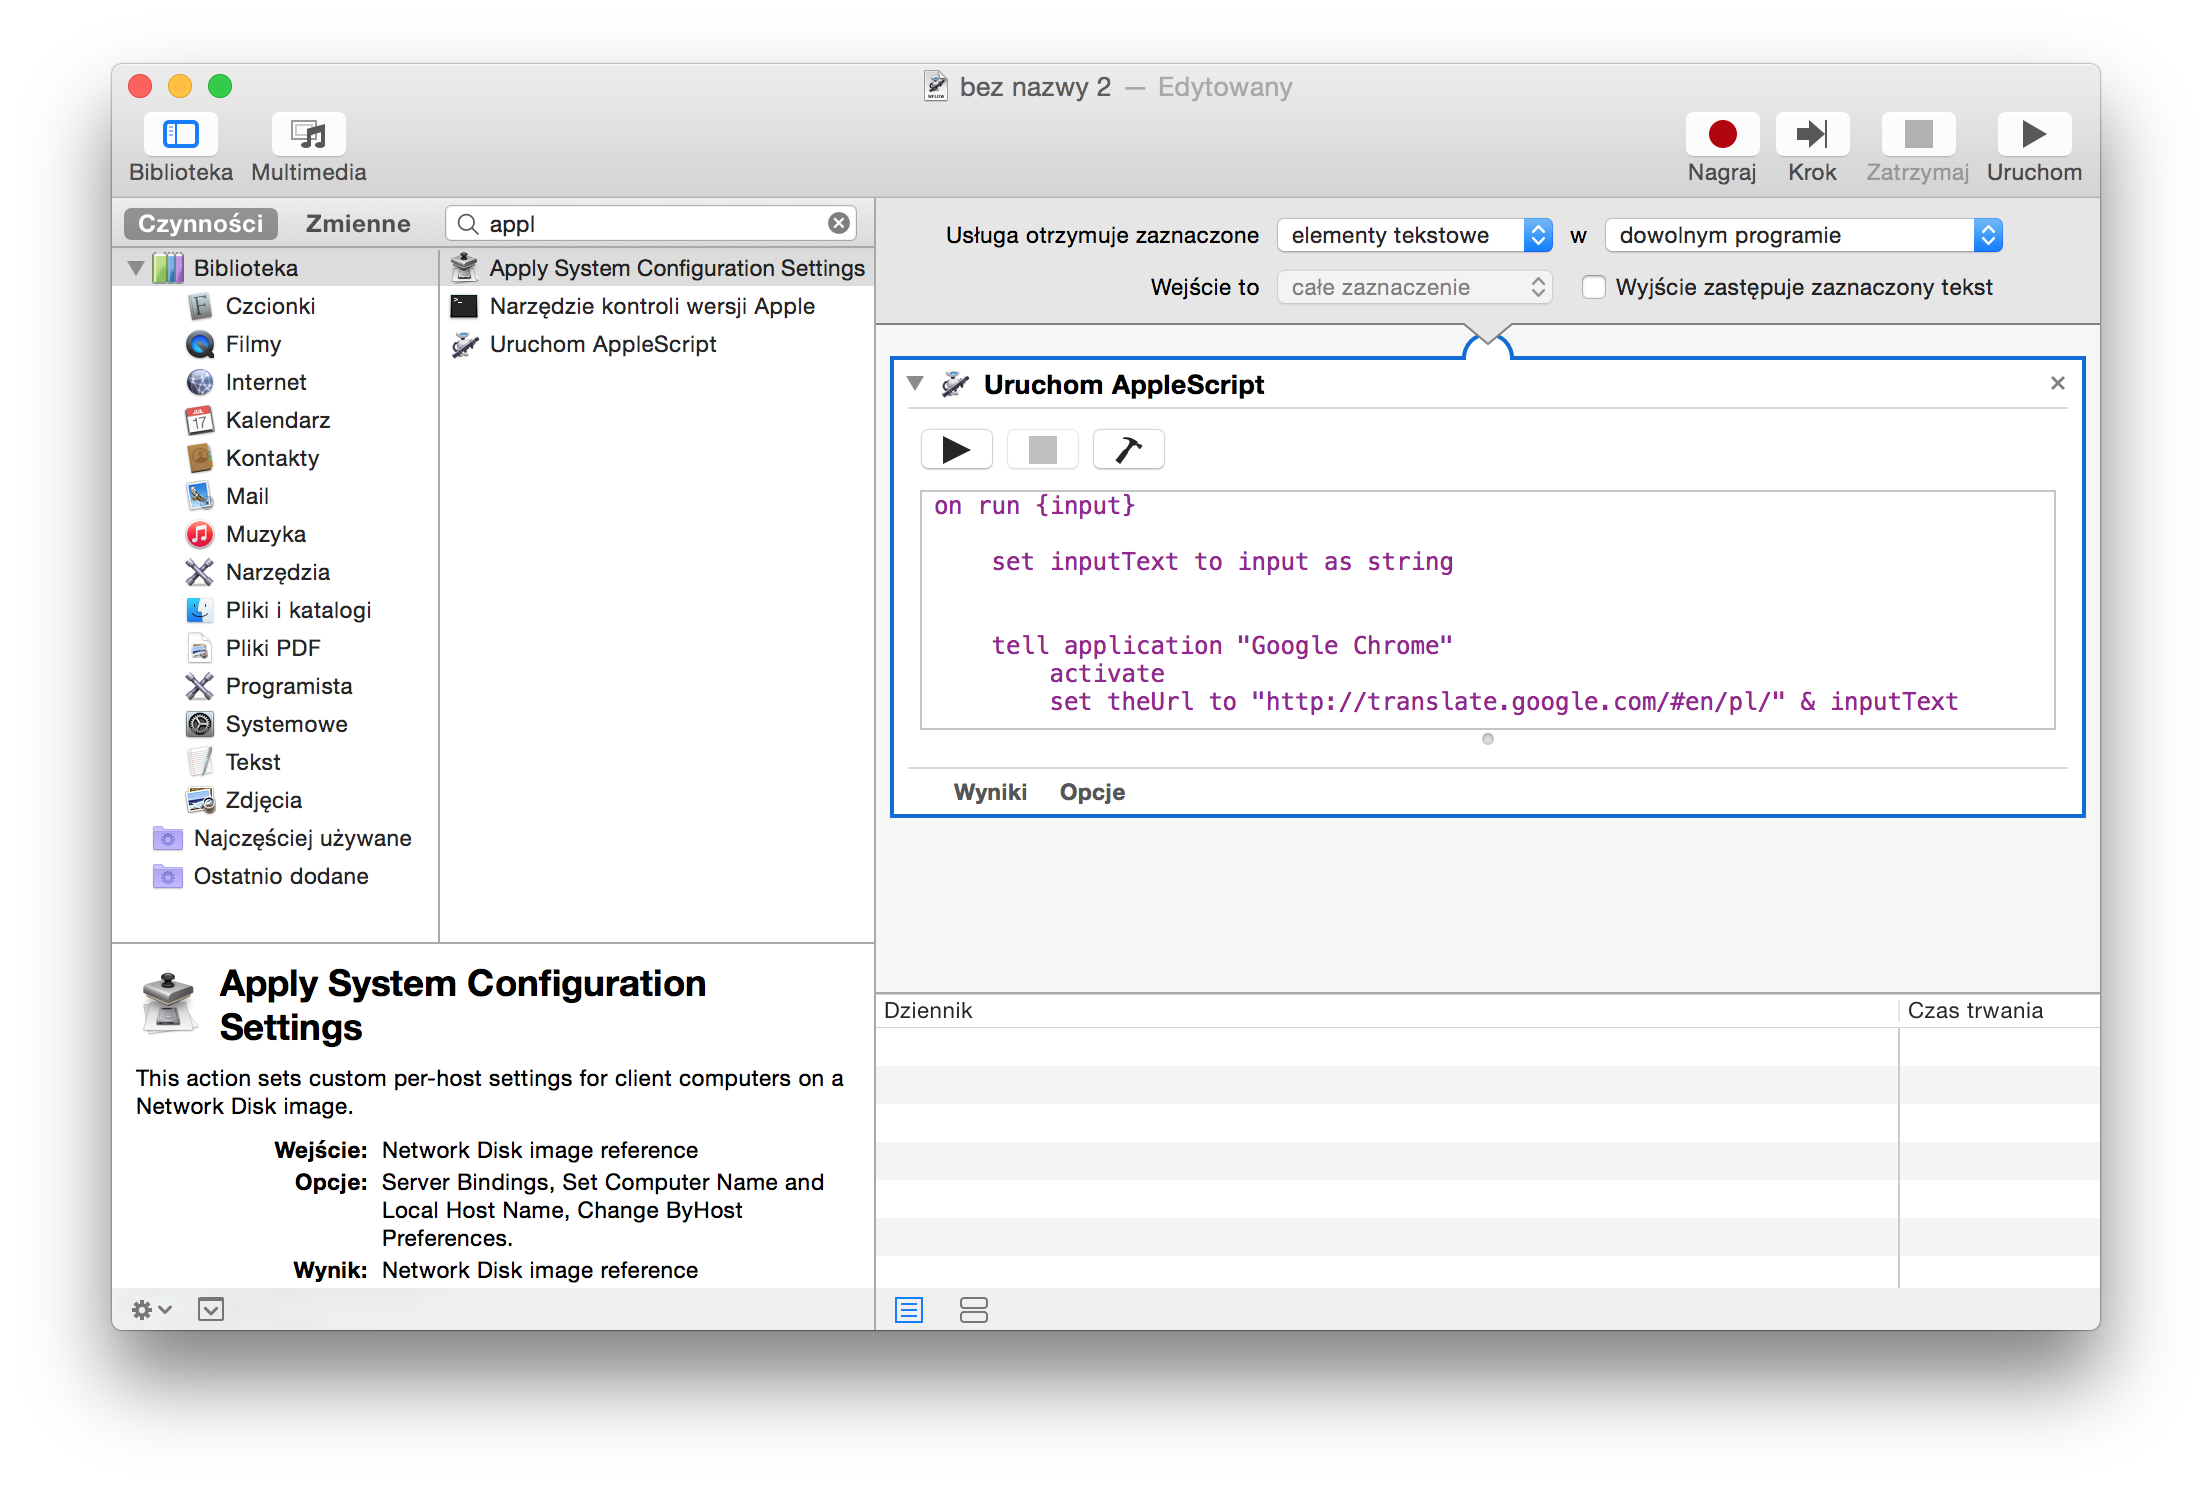 bez nazwy 2 — Edytowany
Biblioteka
Multimedia
Nagraj
Krok
Zatrzymaj
Uruchom
Czynności
Zmienne
appl
Biblioteka
Czcionki
Filmy
Internet
Kalendarz
Kontakty
Mail
Muzyka
Narzędzia
Pliki i katalogi
Pliki PDF
Programista
Systemowe
Tekst
Zdjęcia
Najczęściej używane
Ostatnio dodane
Apply System Configuration Settings
Narzędzie kontroli wersji Apple
Uruchom AppleScript
Usługa otrzymuje zaznaczone elementy tekstowe w dowolnym programie
Wejście to całe zaznaczenie Wyjście zastępuje zaznaczony tekst
Uruchom AppleScript
on run {input}
set inputText to input as string
tell application "Google Chrome"
activate
set theUrl to "http://translate.google.com/#en/pl/" & inputText
Wyniki Opcje
Apply System Configuration
Settings
This action sets custom per-host settings for client computers on a
Network Disk image.
Wejście: Network Disk image reference
Opcje: Server Bindings, Set Computer Name and
Local Host Name, Change ByHost
Preferences.
Wynik: Network Disk image reference
Dziennik
Czas trwania